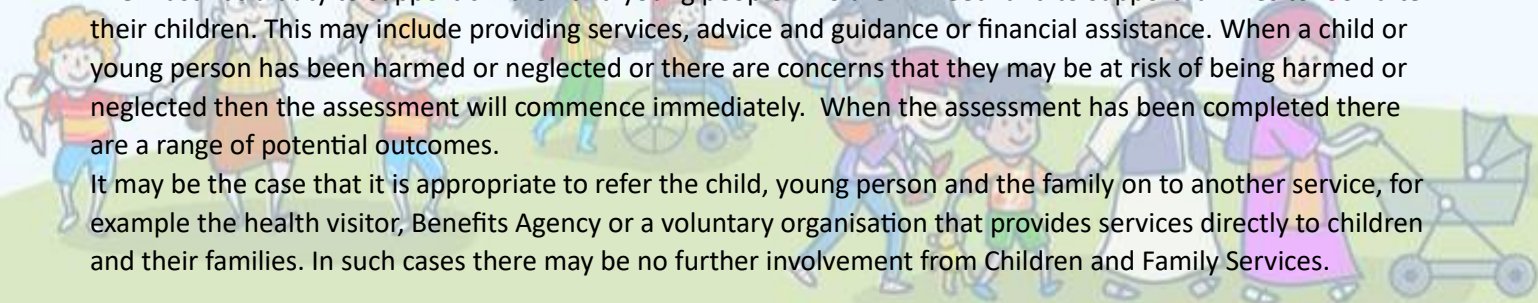 their children. This may include providing services, advice and guidance or financial assistance. When a child or
young person has been harmed or neglected or there are concerns that they may be at risk of being harmed or
neglected then the assessment will commence immediately.  When the assessment has been completed there
are a range of potential outcomes.
It may be the case that it is appropriate to refer the child, young person and the family on to another service, for
example the health visitor, Benefits Agency or a voluntary organisation that provides services directly to children
and their families. In such cases there may be no further involvement from Children and Family Services.